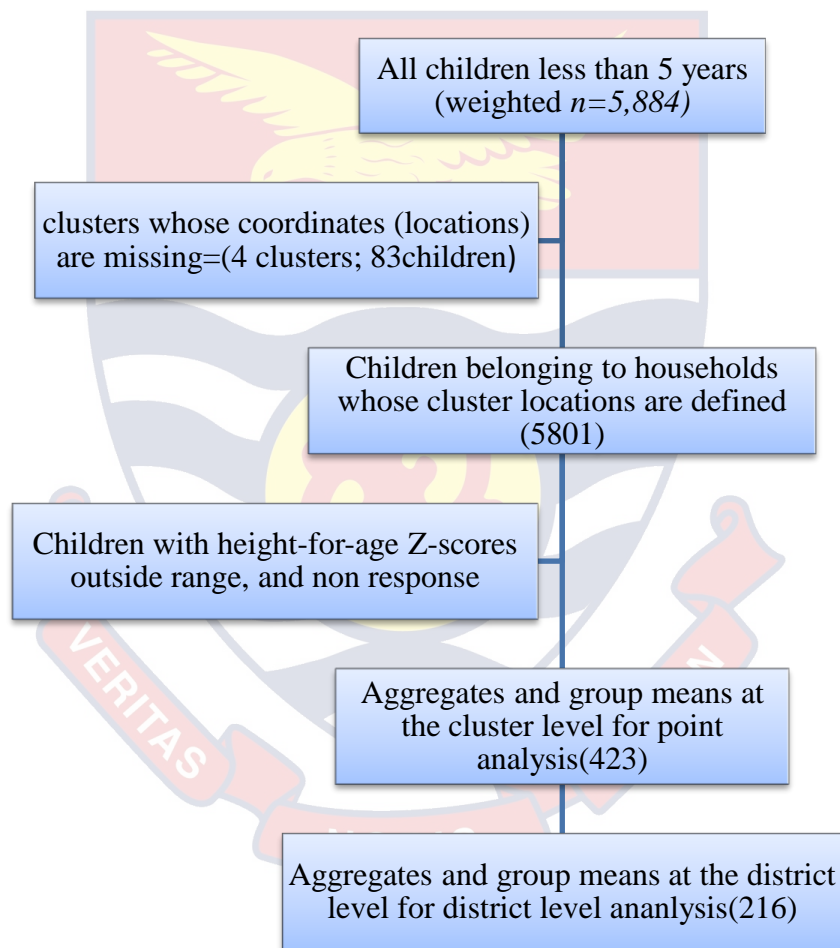 All children less than 5 years
(weighted n=5,884)
clusters whose coordinates (locations)
are missing=(4 clusters; 83children)
Children belonging to households
whose cluster locations are defined
(5801)
Children with height-for-age Z-scores
outside range, and non response
VERITAS
Aggregates and group means at
the cluster level for point
analysis(423)
Aggregates and group means at the district
level for district level ananlysis(216)